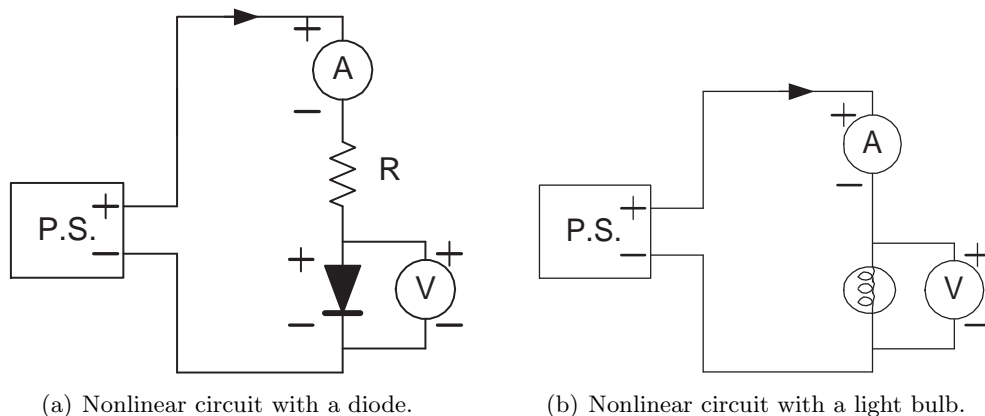 +
A
−
R
P.S.
+
−
+
−
+
V
−
(a) Nonlinear circuit with a diode.
+
A
−
P.S.
+
−
+
V
−
(b) Nonlinear circuit with a light bulb.